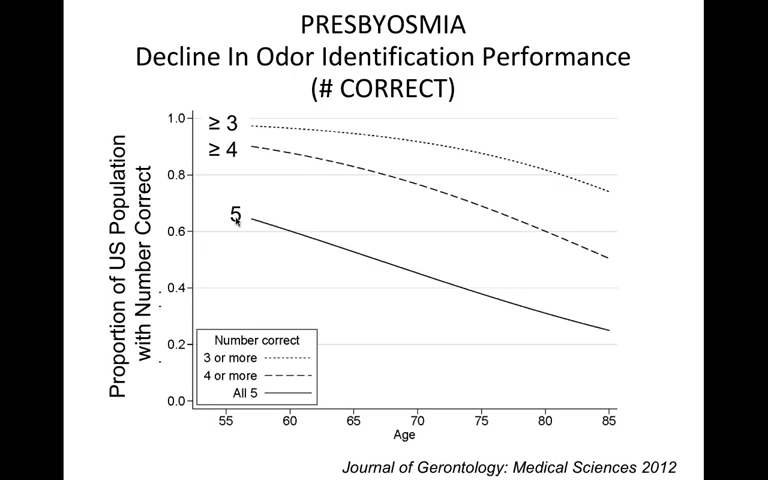 PRESBYOSMIA
Decline In Odor Identification Performance
(# CORRECT)
Proportion of US Population
with Number Correct
1.0
0.8
0.6
0.4
0.2
0.0
≥ 3
≥ 4
5
Number correct
3 or more
4 or more
All 5
55 60 65 70 75 80 85
Age
Journal of Gerontology: Medical Sciences 2012